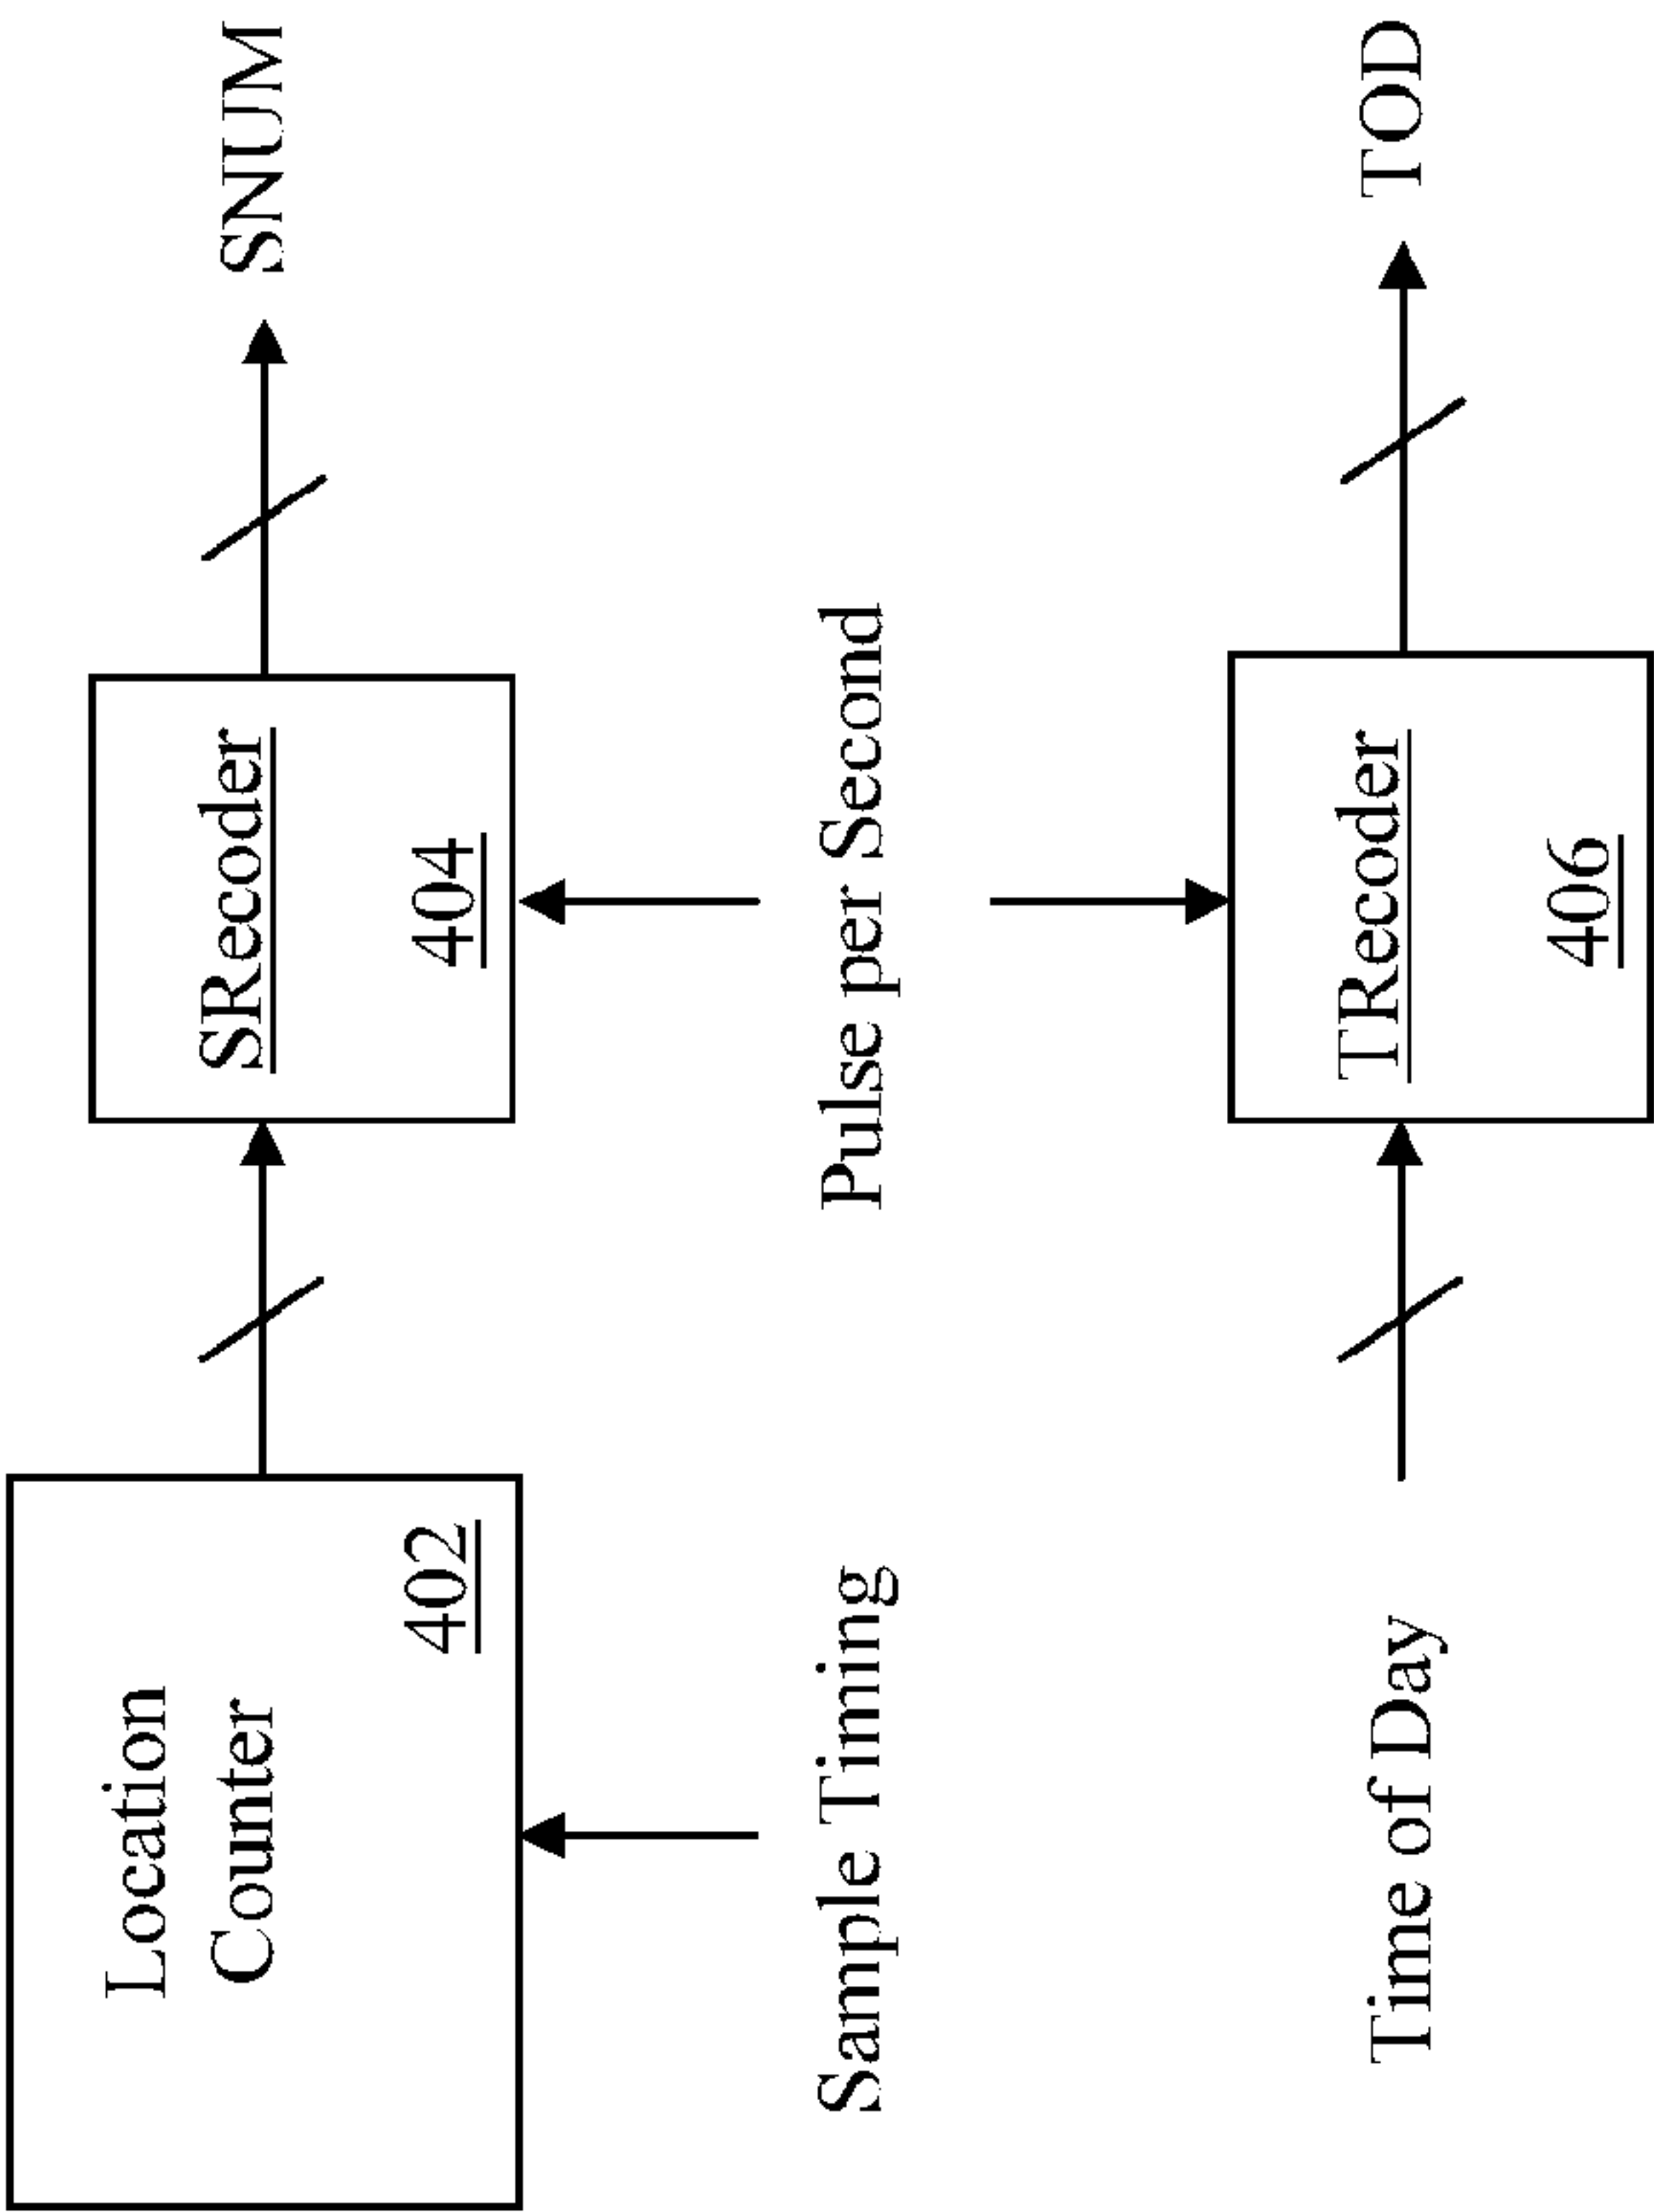 Location
Counter
402
SRecoder
404
SNUM
Sample Timing
Pulse per Second
Time of Day
TRecoder
406
TOD